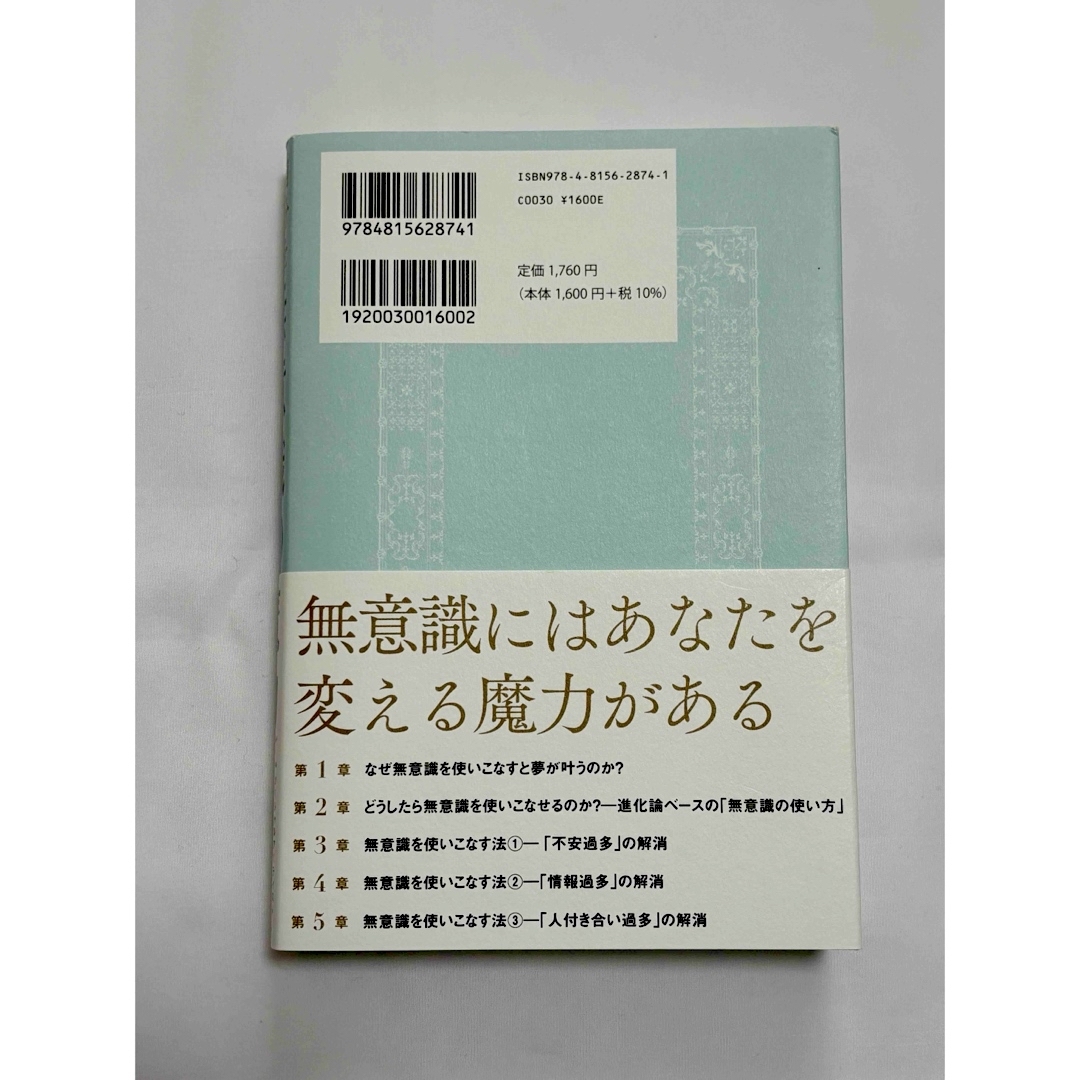 ISBN978-4-8156-2874-1
C0030 ¥1600E
9784815628741
定価 1,760 円
（本体 1,600 円＋税 10%）
1920030016002
無意識にはあなたを
変える魔力がある
第 1 章 なぜ無意識を使いこなすと夢が叶うのか?
第 2 章 どうしたら無意識を使いこなせるのか?―進化論ベースの「無意識の使い方」
第 3 章 無意識を使いこなす法①―「不安過多」の解消
第 4 章 無意識を使いこなす法②―「情報過多」の解消
第 5 章 無意識を使いこなす法③―「人付き合い過多」の解消